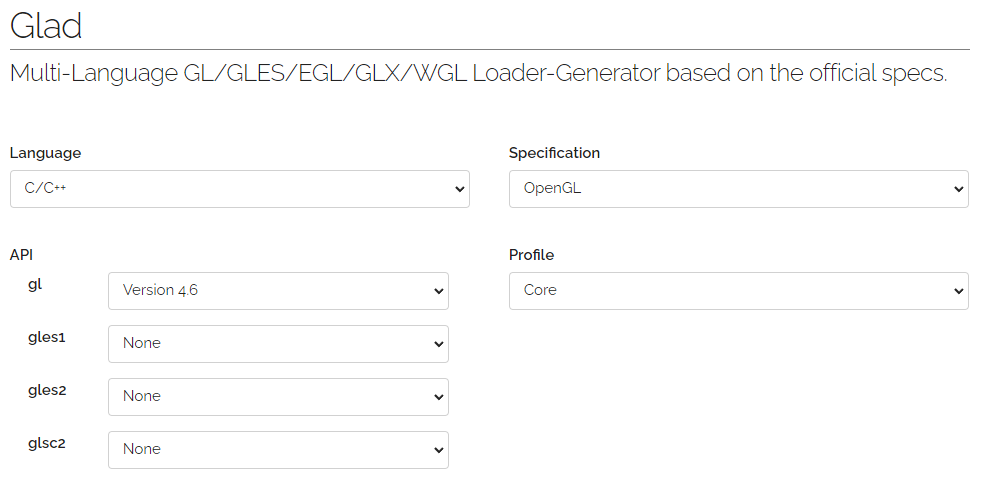 Glad
Multi-Language GL/GLES/EGL/GLX/WGL Loader-Generator based on the official specs.
Language
Specification
C/C++
OpenGL
API
Profile
gl
Version 4.6
Core
gles1
None
gles2
None
glsc2
None